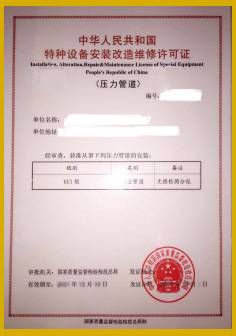 中华人民共和国
特种设备安装改造维修许可证
Installation, Alteration, Repair & Maintenance License of Special Equipment
People's Republic of China
(压力管道)
编号:
单位名称:
单位地址:
经审查, 获准从事下列压力管道的安装:
级别 名称 备注
GC1级 管道 无损检测分包
审批机关: 国家质量监督检验检疫总局
有效期至:
国家质量监督检验检疫总局制